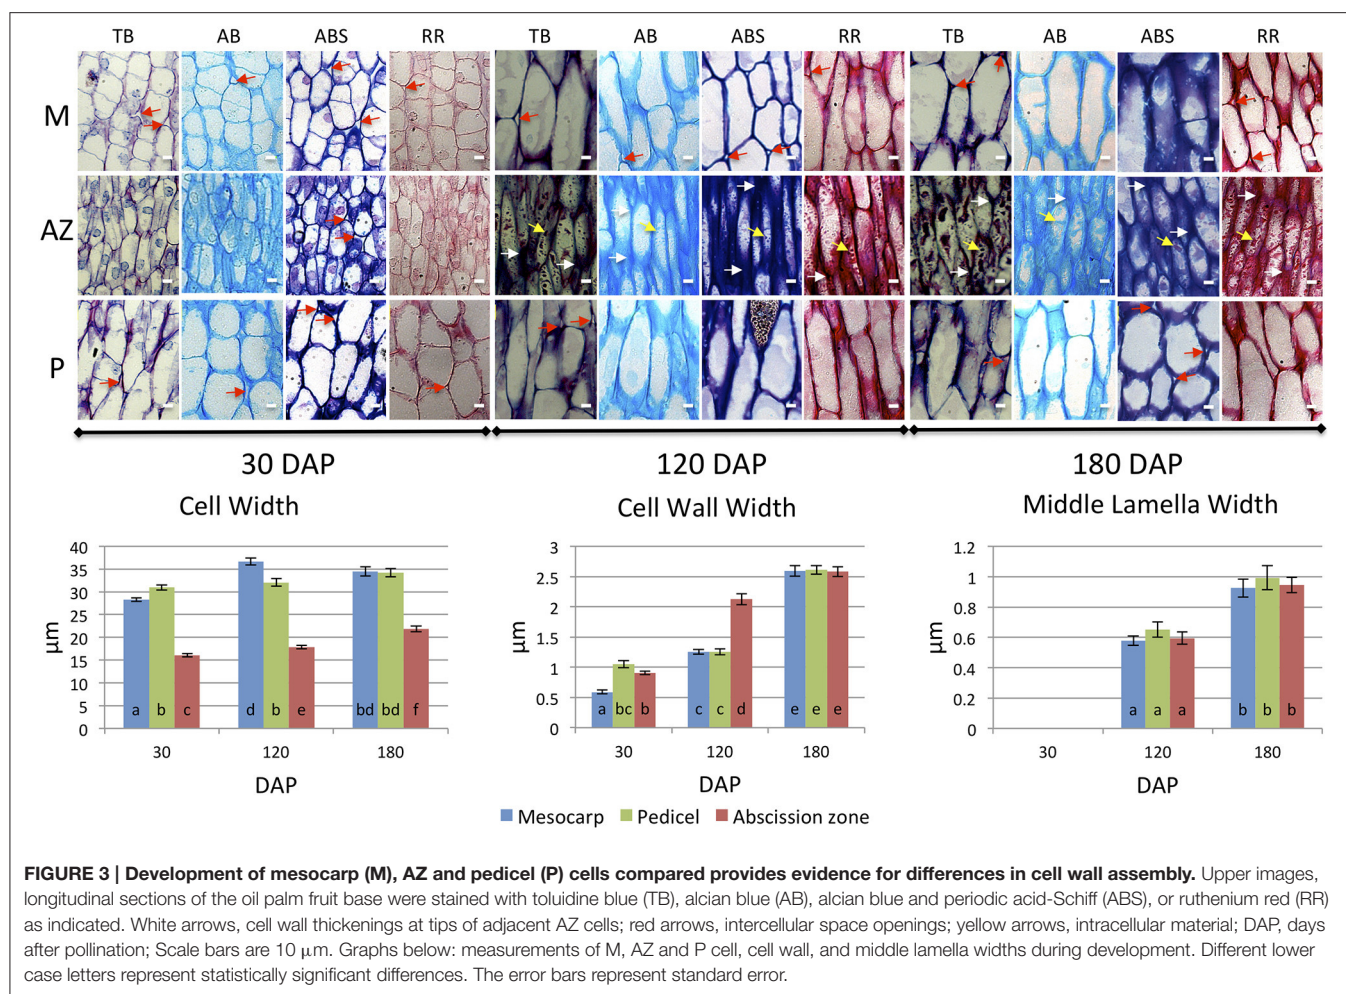 TB AB ABS RR TB AB ABS RR TB AB ABS RR
M
AZ
P
30 DAP 120 DAP 180 DAP
Cell Width
40
35
30
25
20
15
10
5
0
µm
a b c d b e bd bd f
30 120 180
DAP
Cell Wall Width
3
2.5
2
1.5
1
0.5
0
µm
a bc b c c d e e e
30 120 180
DAP
Middle Lamella Width
1.2
1
0.8
0.6
0.4
0.2
0
µm
a a a b b b
30 120 180
DAP
Mesocarp Pedicel Abscission zone
FIGURE 3 | Development of mesocarp (M), AZ and pedicel (P) cells compared provides evidence for differences in cell wall assembly. Upper images,
longitudinal sections of the oil palm fruit base were stained with toluidine blue (TB), alcian blue (AB), alcian blue and periodic acid-Schiff (ABS), or ruthenium red (RR)
as indicated. White arrows, cell wall thickenings at tips of adjacent AZ cells; red arrows, intercellular space openings; yellow arrows, intracellular material; DAP, days
after pollination; Scale bars are 10 µm. Graphs below: measurements of M, AZ and P cell, cell wall, and middle lamella widths during development. Different lower
case letters represent statistically significant differences. The error bars represent standard error.